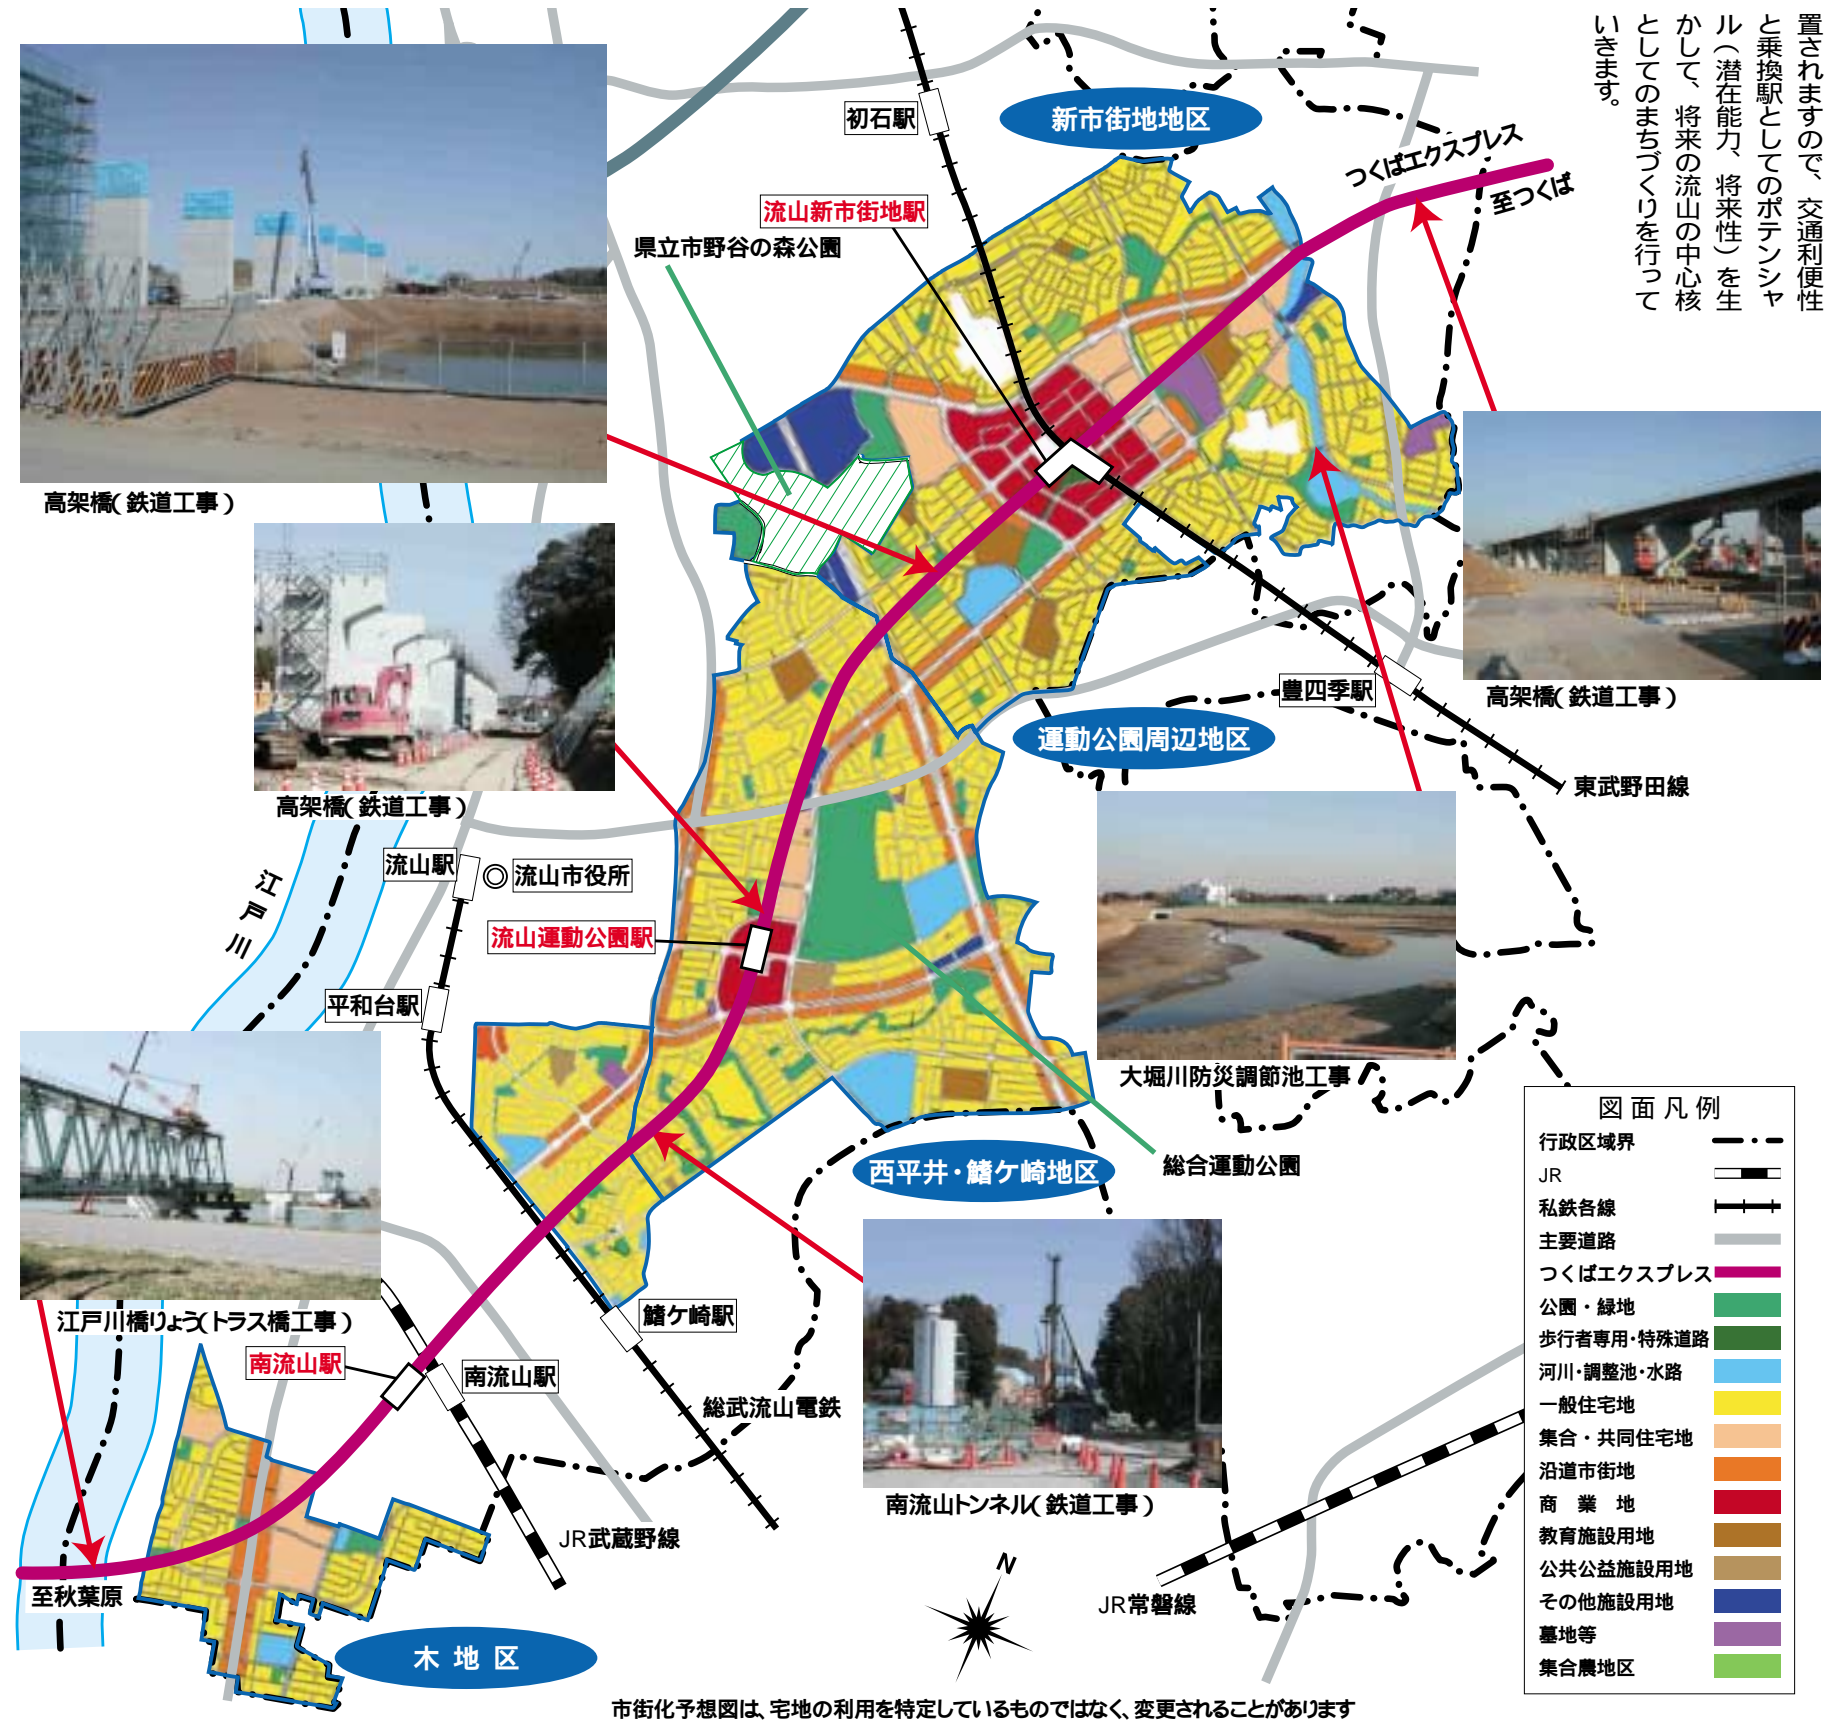 置されますので、交通利便性
と乗換駅としてのポテンシャ
ル(潜在能力、将来性)を生
かして、将来の流山の中心核
としてのまちづくりを行って
いきます。
初石駅
新市街地地区
つくばエクスプレス
至つくば
流山新市街地駅
県立市野谷の森公園
高架橋(鉄道工事)
高架橋(鉄道工事)
豊四季駅
高架橋(鉄道工事)
運動公園周辺地区
東武野田線
江戸川
流山駅
流山市役所
流山運動公園駅
平和台駅
大堀川防災調節池工事
西平井・鰭ケ崎地区
総合運動公園
江戸川橋りょう(トラス橋工事)
南流山駅
南流山駅
鰭ケ崎駅
総武流山電鉄
南流山トンネル(鉄道工事)
JR武蔵野線
至秋葉原
JR常磐線
N
木地区
図面凡例
行政区域界
JR
私鉄各線
主要道路
つくばエクスプレス
公園・緑地
歩行者専用・特殊道路
河川・調整池・水路
一般住宅地
集合・共同住宅地
沿道市街地
商業地
教育施設用地
公共公益施設用地
その他施設用地
墓地等
集合農地区
市街化予想図は、宅地の利用を特定しているものではなく、変更されることがあります